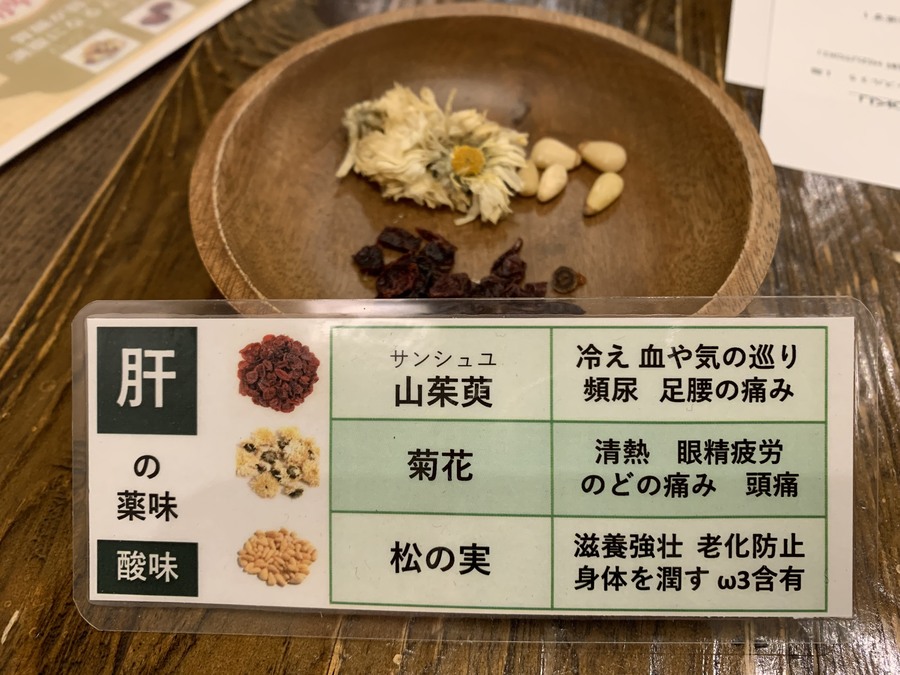 肝
の
薬味
酸味
サンシュユ
山茱萸
冷え 血や気の巡り
頻尿 足腰の痛み
菊花
清熱 眼精疲労
のどの痛み 頭痛
松の実
滋養強壮 老化防止
身体を潤す ω3含有